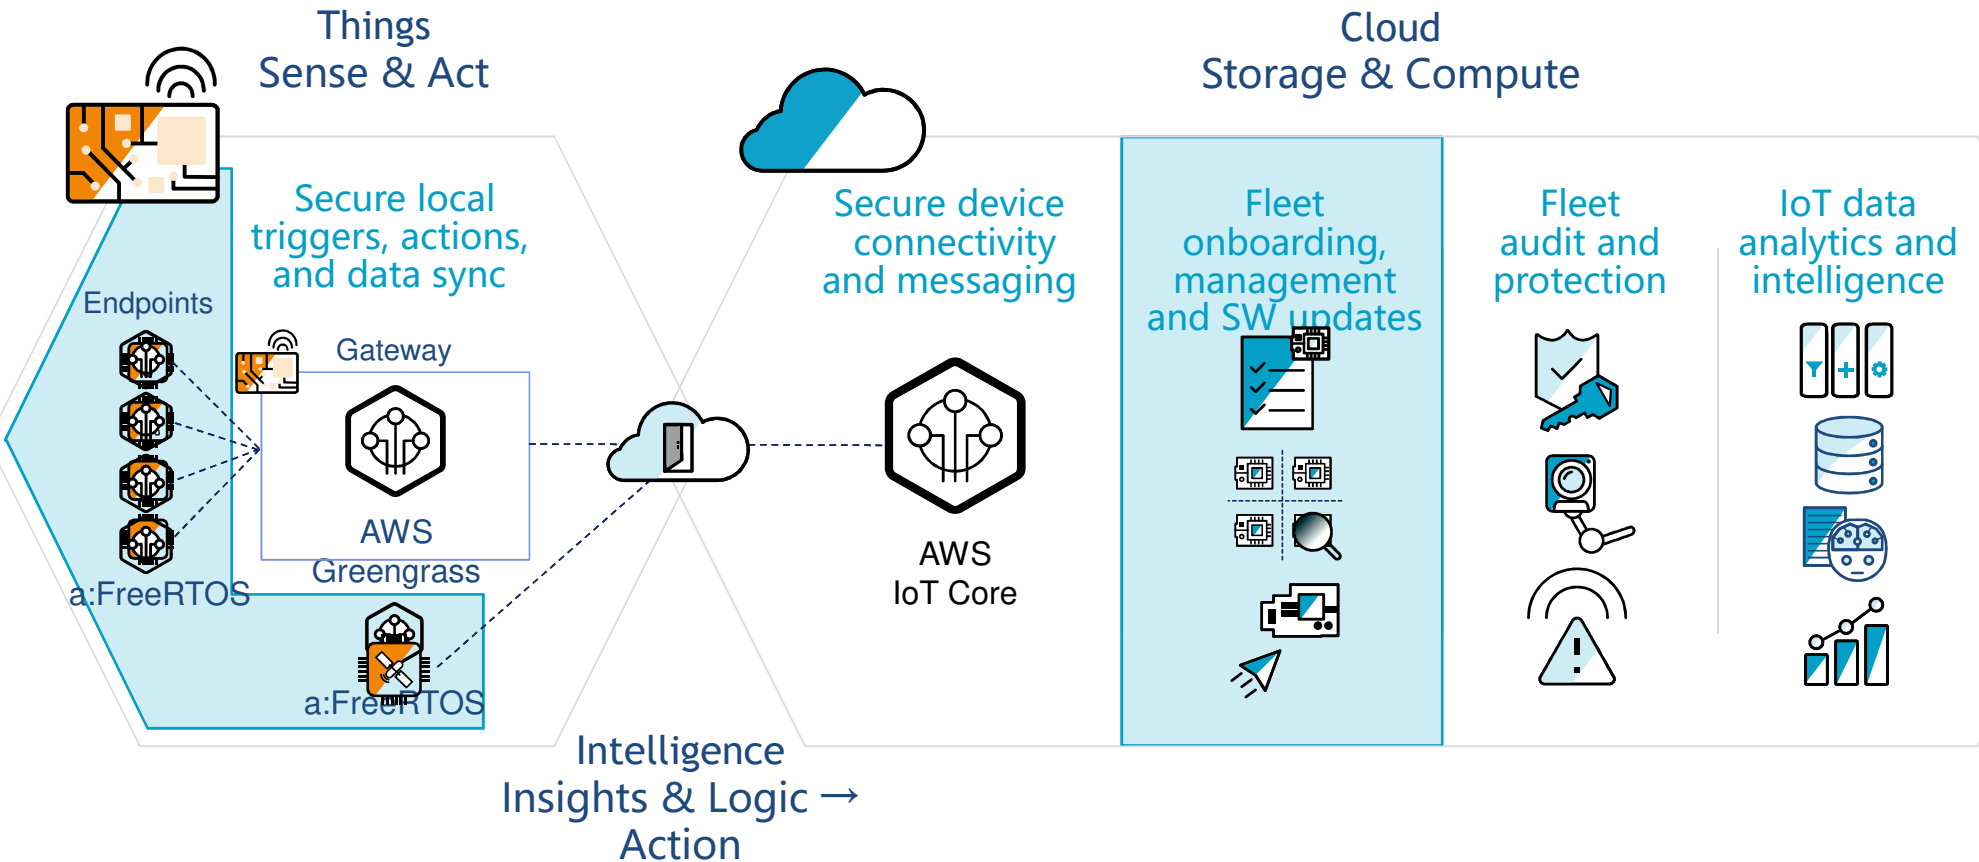 Things
Sense & Act
Cloud
Storage & Compute
Secure local
triggers, actions,
and data sync
Endpoints
a:FreeRTOS
Gateway
AWS
Greengrass
a:FreeRTOS
Secure device
connectivity
and messaging
AWS
IoT Core
Fleet
onboarding,
management
and SW updates
Fleet
audit and
protection
IoT data
analytics and
intelligence
Intelligence
Insights & Logic →
Action